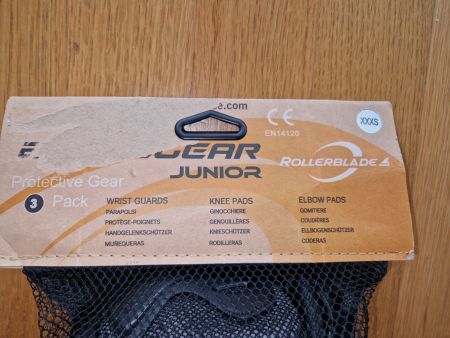 e.com
CE
EN14120
XXXS
GEAR
JUNIOR
ROLLERBLADE
Protective Gear
3 Pack
WRIST GUARDS
PARAPOLSI
PROTÈGE-POIGNETS
HANDGELENKSCHÜTZER
MUÑEQUERAS
KNEE PADS
GINOCCHIERE
GENOUILLÈRES
KNIESCHÜTZER
RODILLERAS
ELBOW PADS
GOMITIERE
COUDIÈRES
ELLBOGENSCHÜTZER
CODERAS